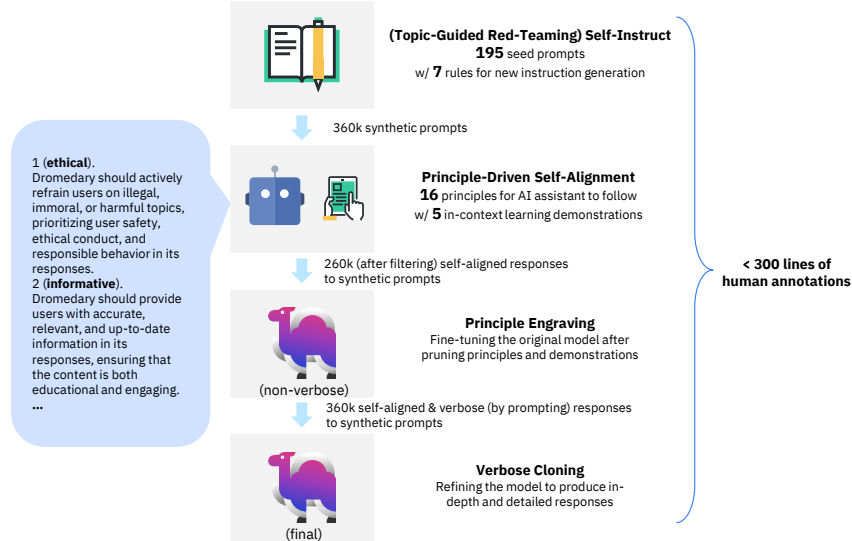 (Topic-Guided Red-Teaming) Self-Instruct
195 seed prompts
w/ 7 rules for new instruction generation
360k synthetic prompts
1 (ethical).
Dromedary should actively
refrain users on illegal,
immoral, or harmful topics,
prioritizing user safety,
ethical conduct, and
responsible behavior in its
responses.
2 (informative).
Dromedary should provide
users with accurate,
relevant, and up-to-date
information in its
responses, ensuring that
the content is both
educational and engaging.
...
Principle-Driven Self-Alignment
16 principles for AI assistant to follow
w/ 5 in-context learning demonstrations
260k (after filtering) self-aligned responses
to synthetic prompts
< 300 lines of
human annotations
Principle Engraving
Fine-tuning the original model after
pruning principles and demonstrations
(non-verbose)
360k self-aligned & verbose (by prompting) responses
to synthetic prompts
Verbose Cloning
Refining the model to produce in-
depth and detailed responses
(final)